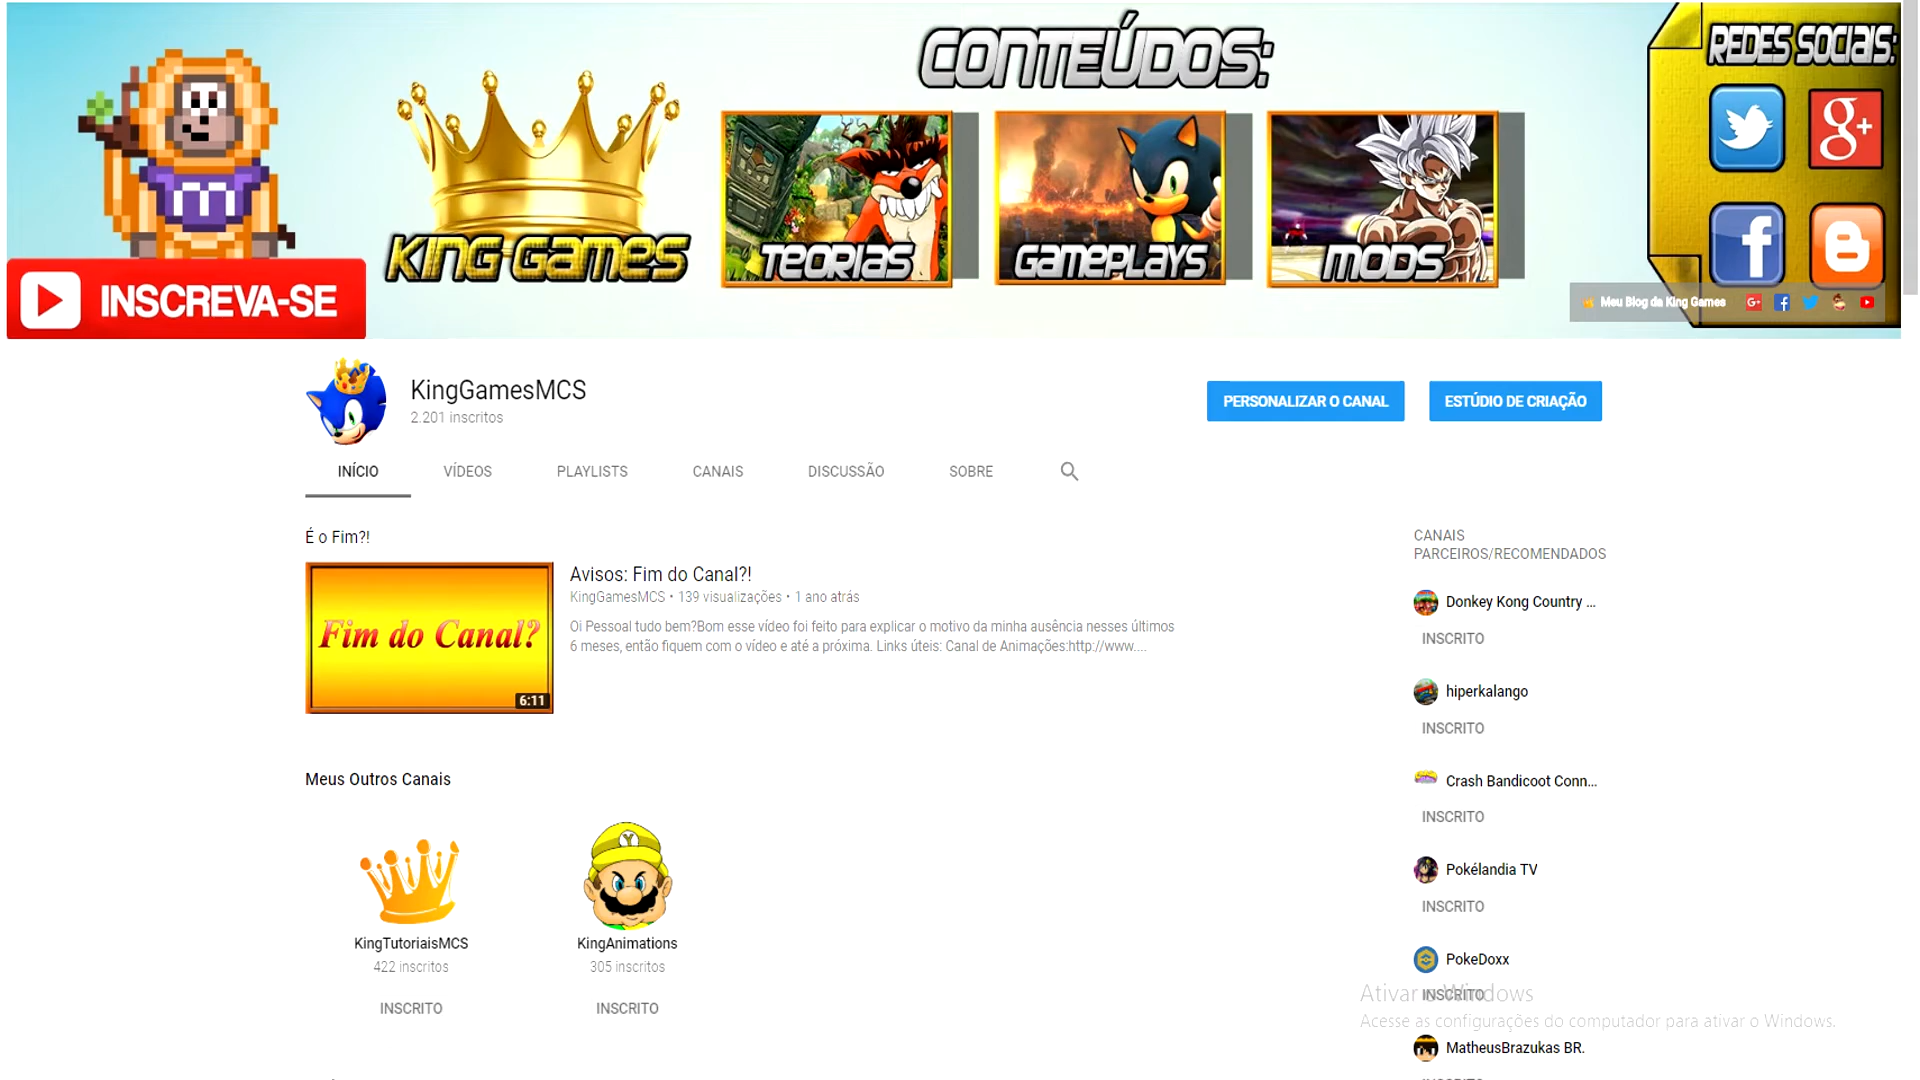 CONTEÚDOS:
REDES SOCIAIS:
m
g+
f
B
KING GAMES
TEORIAS
GAMEPLAYS
MODS
INSCREVA-SE
Meu Blog da King Games
KingGamesMCS
2.201 inscritos
PERSONALIZAR O CANAL
ESTÚDIO DE CRIAÇÃO
INÍCIO
VÍDEOS
PLAYLISTS
CANAIS
DISCUSSÃO
SOBRE
É o Fim?!
Fim do Canal?
6:11
Avisos: Fim do Canal?!
KingGamesMCS • 139 visualizações • 1 ano atrás
Oi Pessoal tudo bem?Bom esse vídeo foi feito para explicar o motivo da minha ausência nesses últimos
6 meses, então fiquem com o vídeo e até a próxima. Links úteis: Canal de Animações:http://www....
Meus Outros Canais
KingTutoriaisMCS
422 inscritos
INSCRITO
Y
KingAnimations
305 inscritos
INSCRITO
CANAIS
PARCEIROS/RECOMENDADOS
Donkey Kong Country ...
INSCRITO
hiperkalango
INSCRITO
Crash Bandicoot Conn...
INSCRITO
Pokélandia TV
INSCRITO
PokeDoxx
INSCRITO
Ativar o Windows
Acesse as configurações do computador para ativar o Windows.
MatheusBrazukas BR.